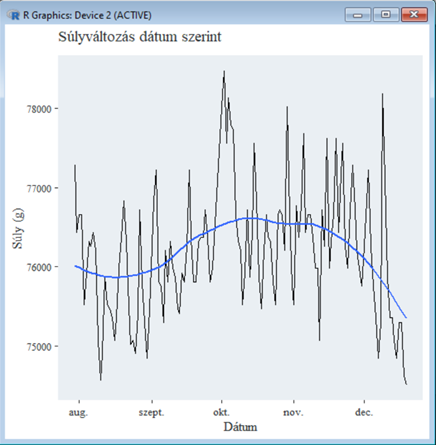 R Graphics: Device 2 (ACTIVE)
Súlyváltozás dátum szerint
78000
77000
76000
75000
Súly (g)
aug. szept. okt. nov. dec.
Dátum